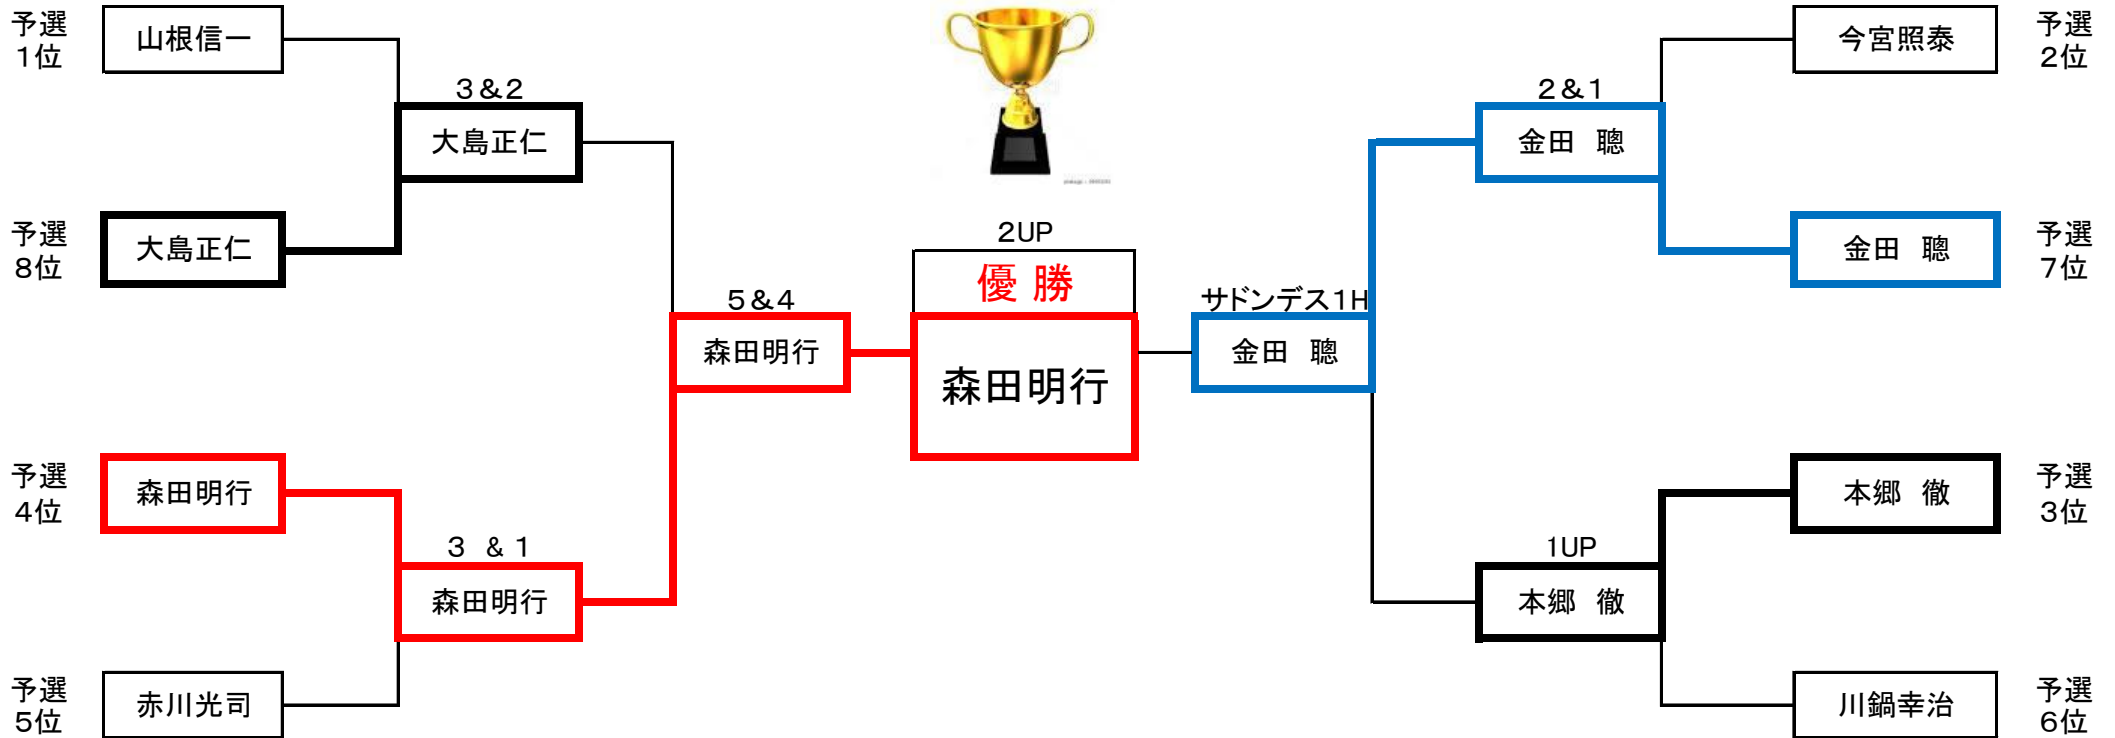 予選
1位
山根信一
今宮照泰
予選
2位
3&2
大島正仁
2&1
金田 聰
予選
8位
大島正仁
2UP
優勝
金田 聰
予選
7位
5&4
森田明行
森田明行
サドンデス1H
金田 聰
予選
4位
森田明行
本郷 徹
予選
3位
3 &1
森田明行
1UP
本郷 徹
予選
5位
赤川光司
川鍋幸治
予選
6位